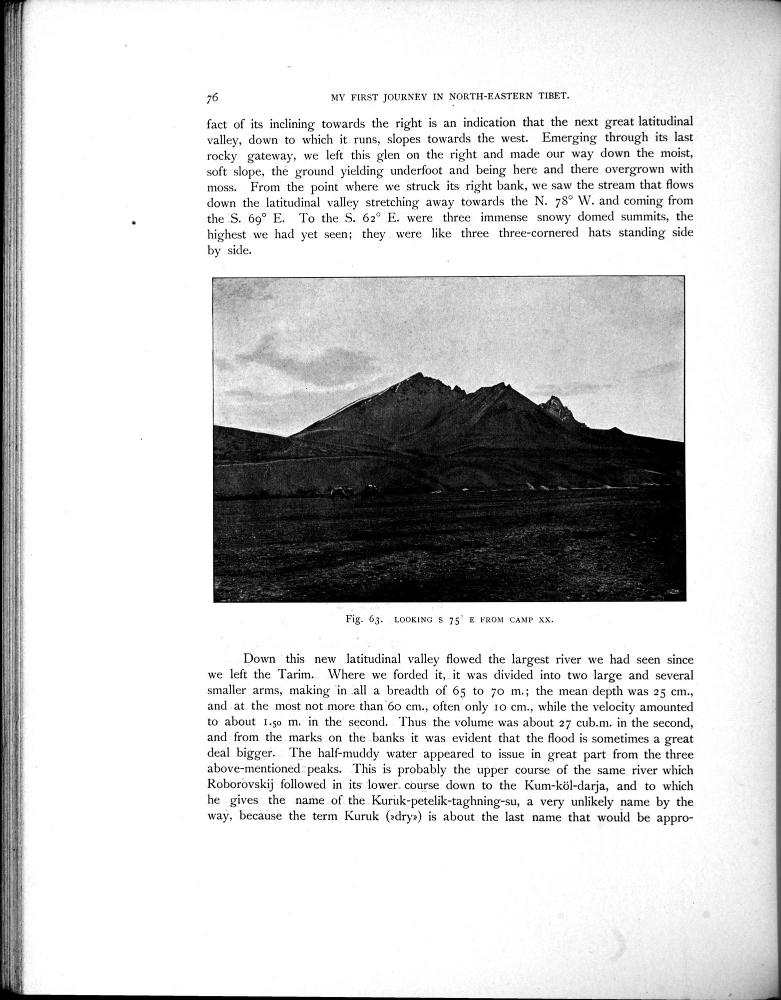 76 MY FIRST JOURNEY IN NORTH-EASTERN TIBET.
fact of its inclining towards the right is an indication that the next great latitudinal
valley, down to which it runs, slopes towards the west. Emerging through its last
rocky gateway, we left this glen on the right and made our way down the moist,
soft slope, the ground yielding underfoot and being here and there overgrown with
moss. From the point where we struck its right bank, we saw the stream that flows
down the latitudinal valley stretching away towards the N. 78° W. and coming from
the S. 69° E. To the S. 62° E. were three immense snowy domed summits, the
highest we had yet seen; they were like three three-cornered hats standing side
by side.
Fig. 63. LOOKING S 75° E FROM CAMP XX.
Down this new latitudinal valley flowed the largest river we had seen since
we left the Tarim. Where we forded it, it was divided into two large and several
smaller arms, making in all a breadth of 65 to 70 m.; the mean depth was 25 cm.,
and at the most not more than 60 cm., often only 10 cm., while the velocity amounted
to about 1.50 m. in the second. Thus the volume was about 27 cub.m. in the second,
and from the marks on the banks it was evident that the flood is sometimes a great
deal bigger. The half-muddy water appeared to issue in great part from the three
above-mentioned peaks. This is probably the upper course of the same river which
Roborovskij followed in its lower course down to the Kum-köl-darja, and to which
he gives the name of the Kuruk-petelik-taghning-su, a very unlikely name by the
way, because the term Kuruk (»dry») is about the last name that would be appro-